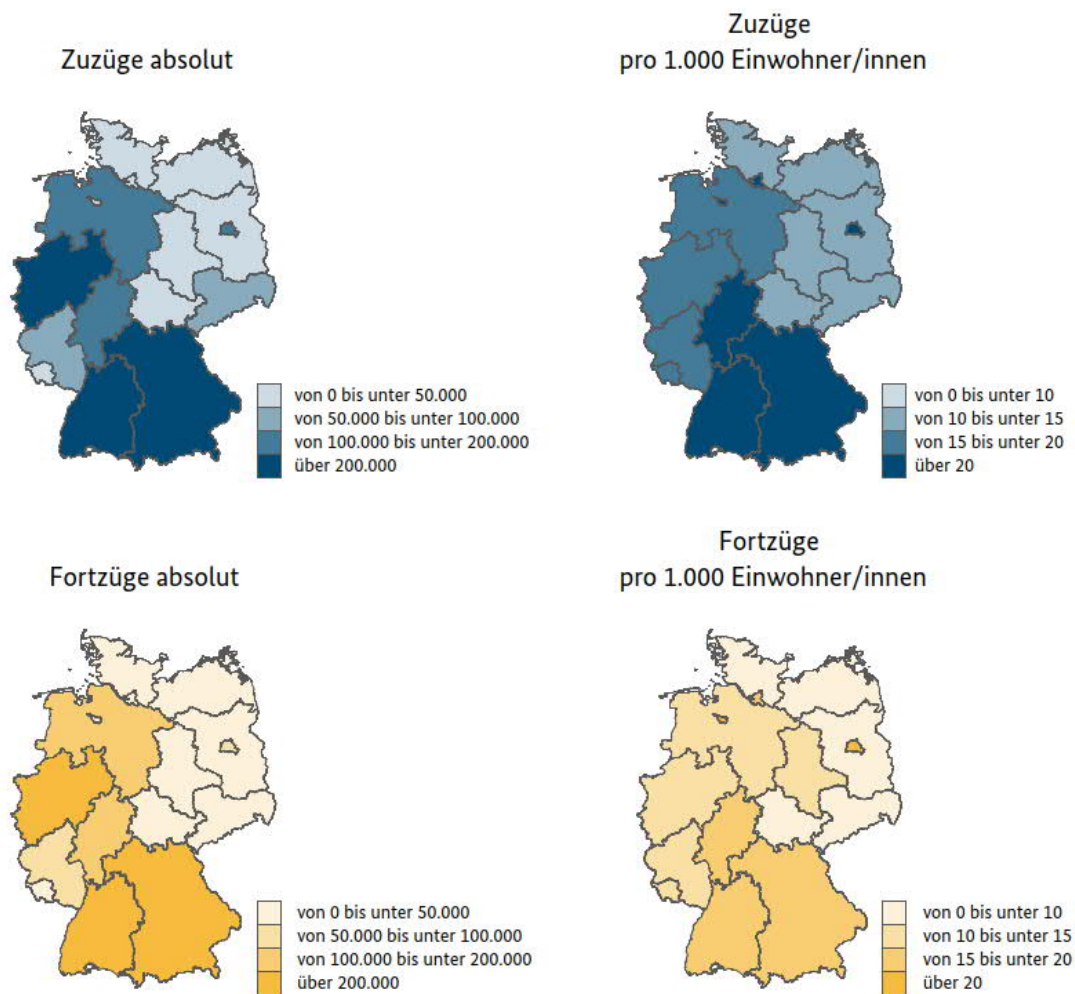 Zuzüge absolut
Zuzüge
pro 1.000 Einwohner/innen
von 0 bis unter 50.000
von 50.000 bis unter 100.000
von 100.000 bis unter 200.000
über 200.000
von 0 bis unter 10
von 10 bis unter 15
von 15 bis unter 20
über 20
Fortzüge absolut
Fortzüge
pro 1.000 Einwohner/innen
von 0 bis unter 50.000
von 50.000 bis unter 100.000
von 100.000 bis unter 200.000
über 200.000
von 0 bis unter 10
von 10 bis unter 15
von 15 bis unter 20
über 20